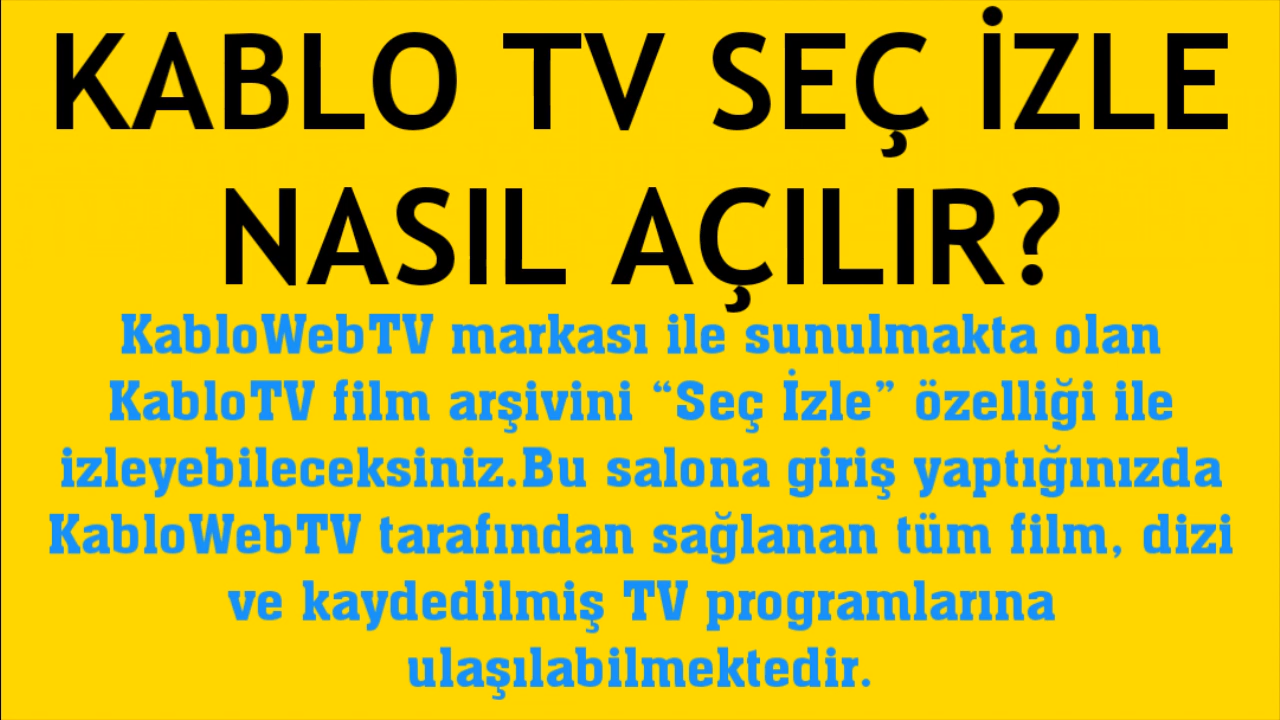 KABLO TV SEÇ İZLE
NASIL AÇILIR?
KabloWebTV markası ile sunulmakta olan
KabloTV film arşivini “Seç İzle” özelliği ile
izleyebileceksiniz.Bu salona giriş yaptığınızda
KabloWebTV tarafından sağlanan tüm film, dizi
ve kaydedilmiş TV programlarına
ulaşılabilmektedir.